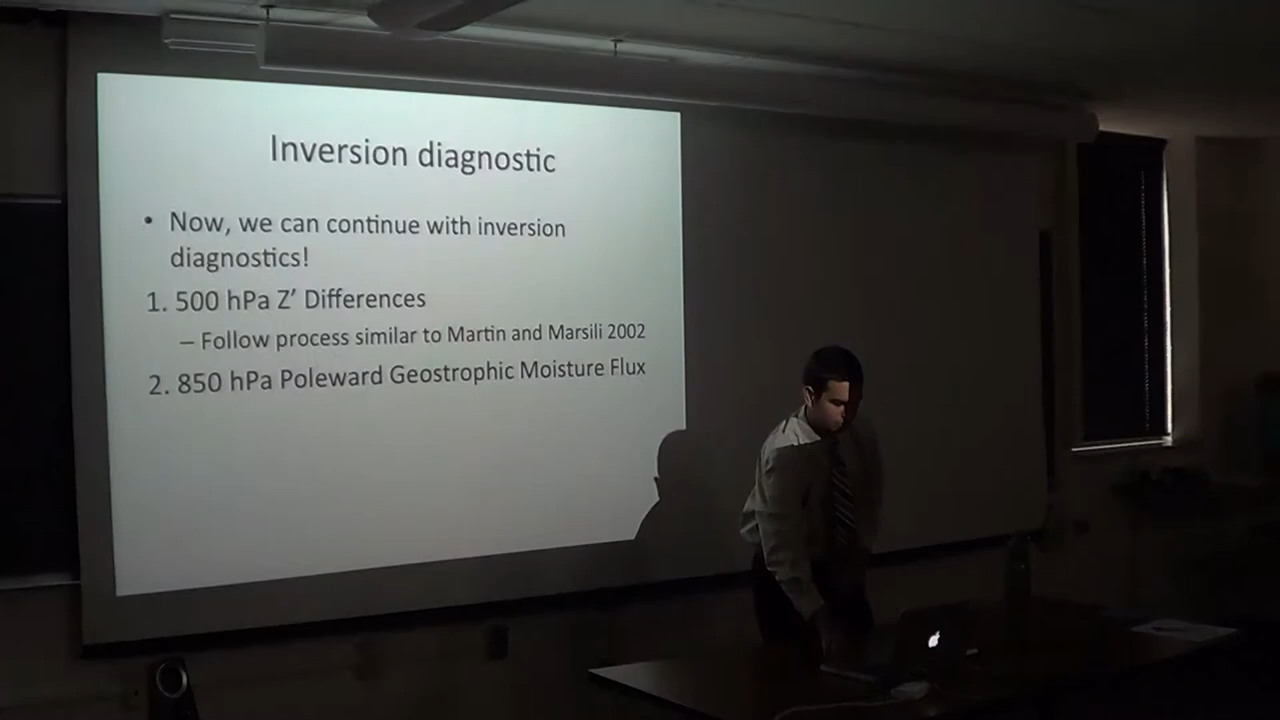 Inversion diagnostic
• Now, we can continue with inversion
diagnostics!
1. 500 hPa Z’ Differences
– Follow process similar to Martin and Marsili 2002
2. 850 hPa Poleward Geostrophic Moisture Flux